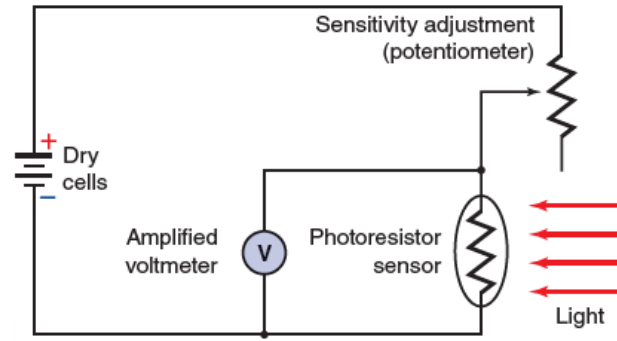 Sensitivity adjustment
(potentiometer)
+
Dry
cells
–
Amplified
voltmeter
V
Photoresistor
sensor
Light